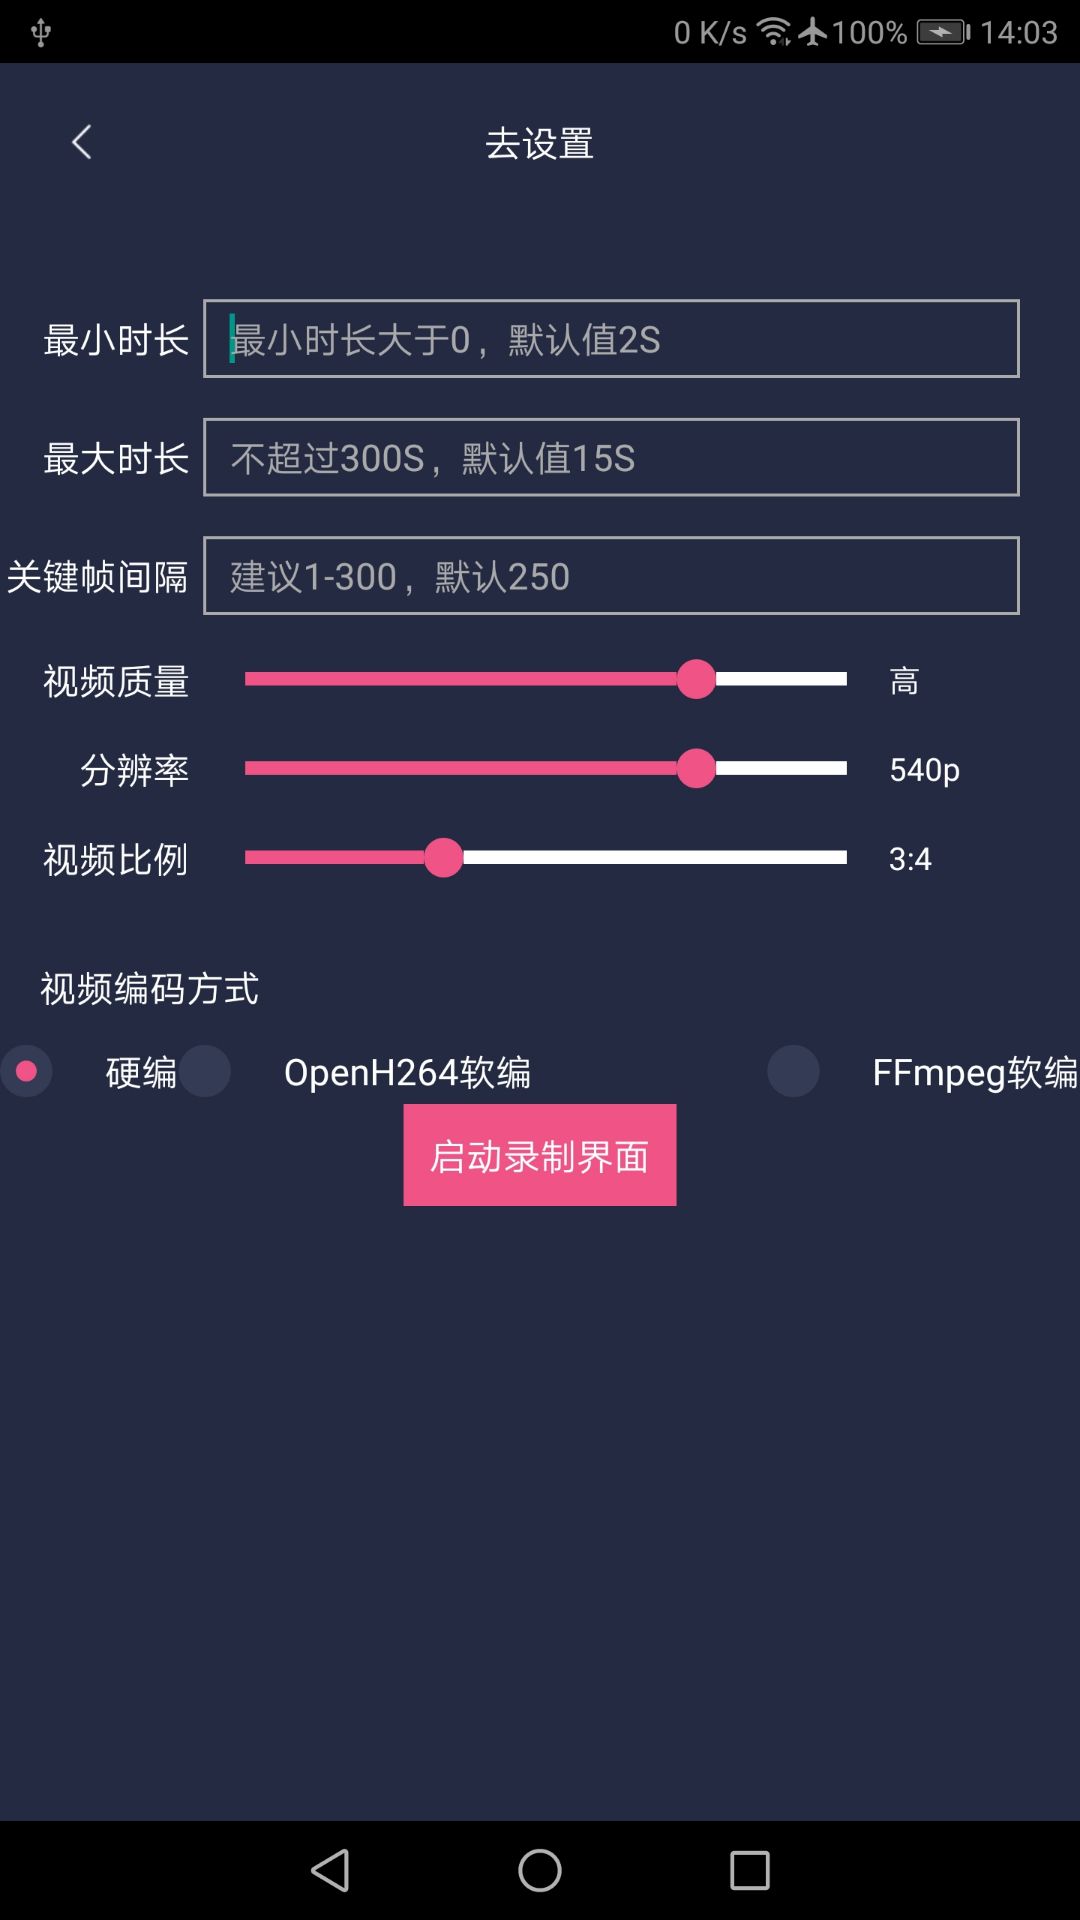 0 K/s 100% 14:03
去设置
最小时长 最小时长大于0，默认值2S
最大时长 不超过300S，默认值15S
关键帧间隔 建议1-300，默认250
视频质量 高
分辨率 540p
视频比例 3:4
视频编码方式
硬编 OpenH264软编 FFmpeg软编
启动录制界面